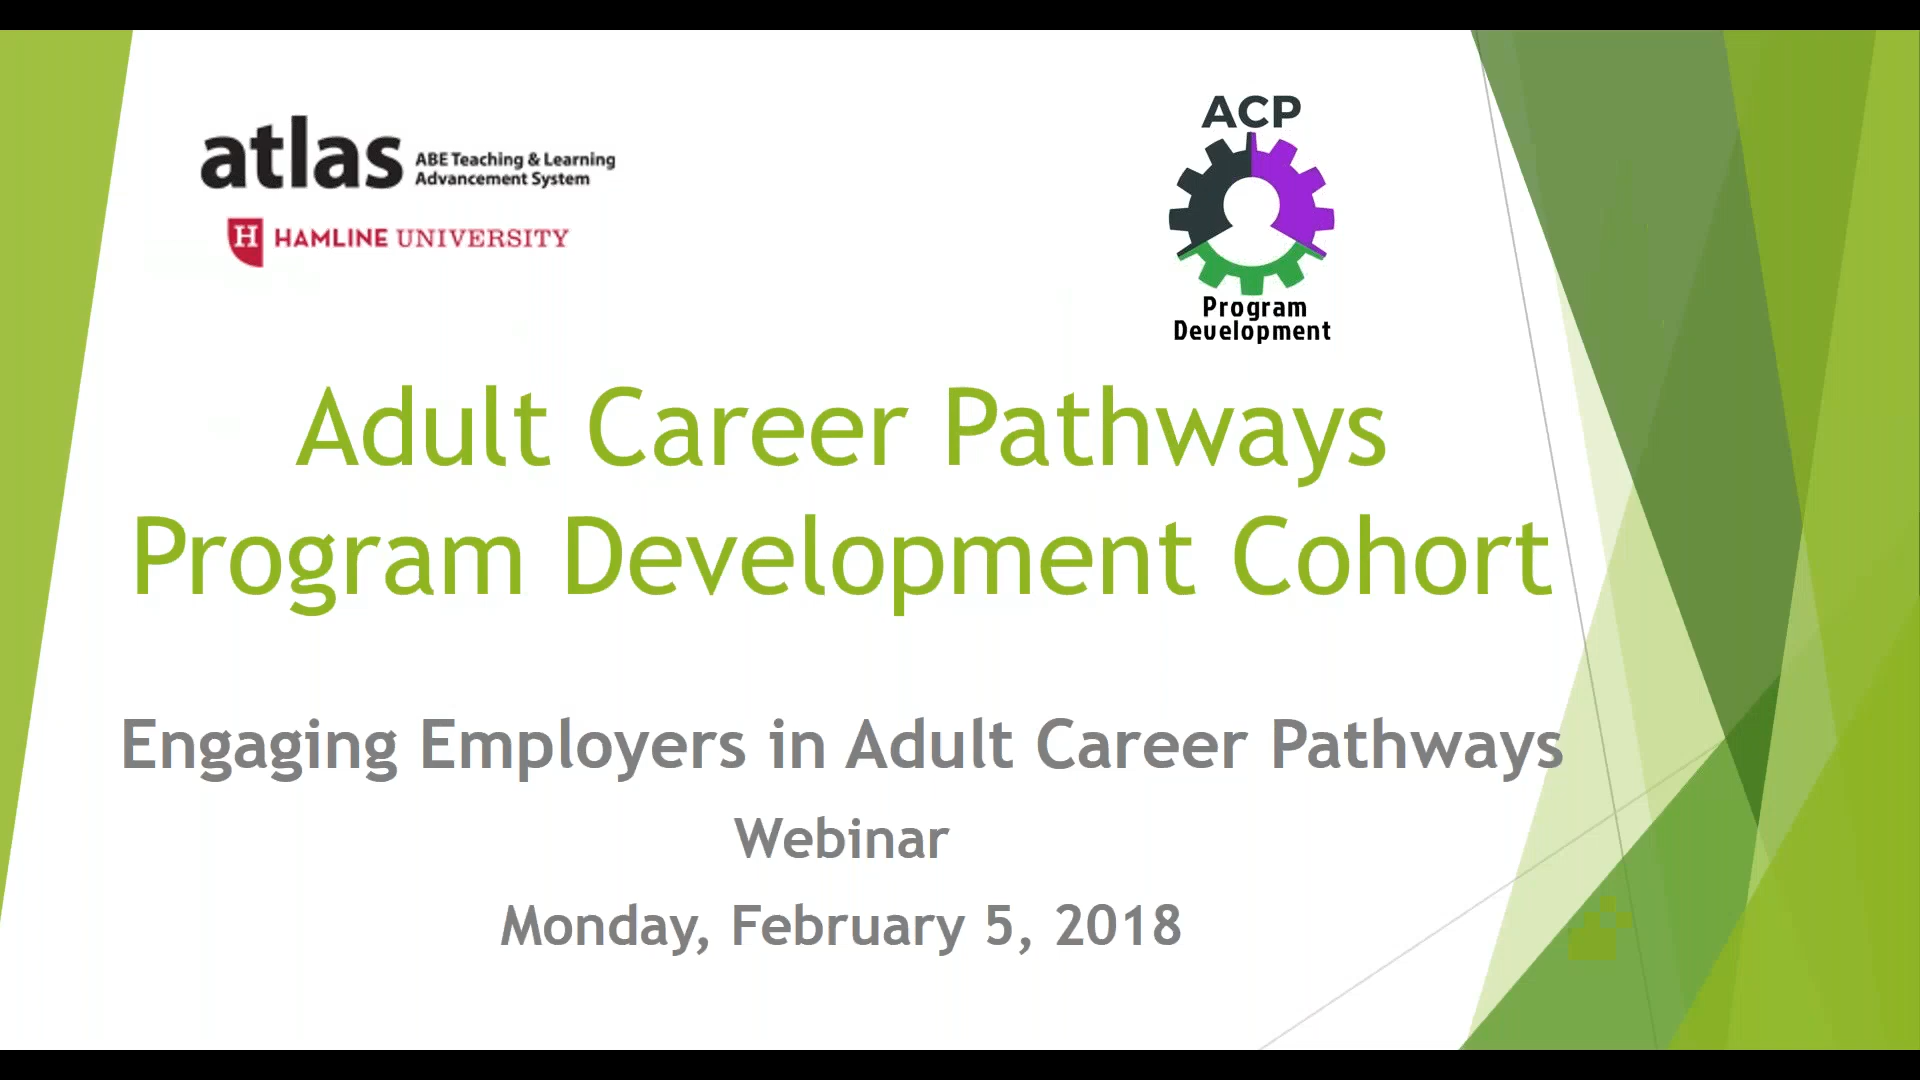 atlas ABE Teaching & Learning
Advancement System
H HAMLINE UNIVERSITY
ACP
Program
Development
Adult Career Pathways
Program Development Cohort
Engaging Employers in Adult Career Pathways
Webinar
Monday, February 5, 2018